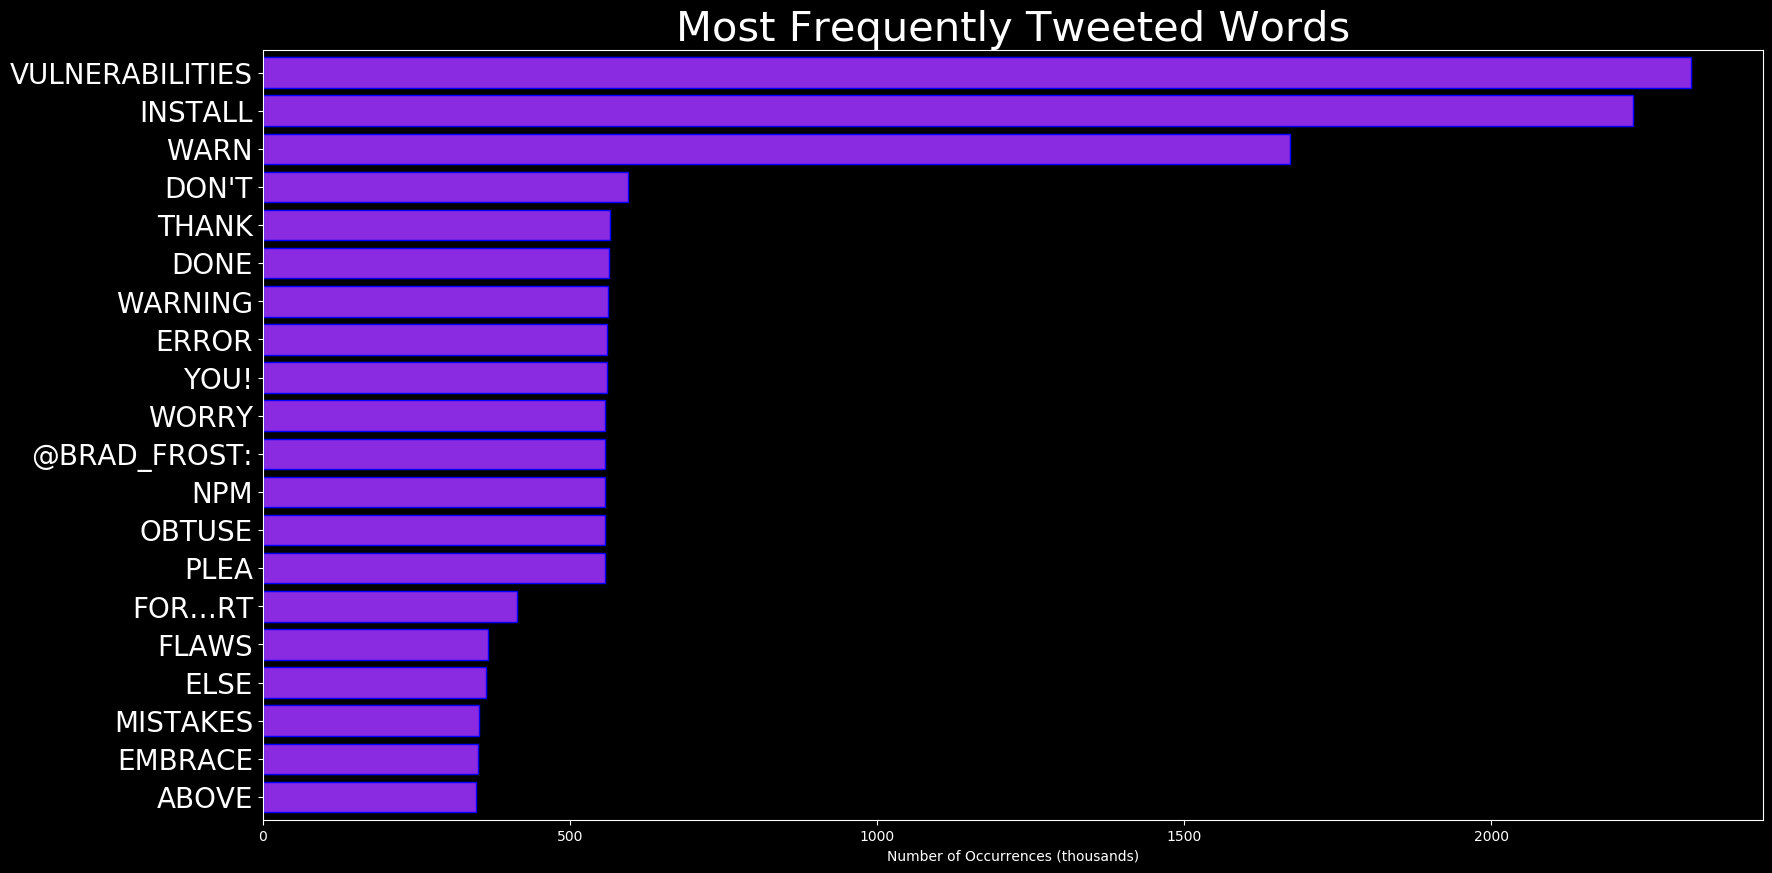 Most Frequently Tweeted Words
VULNERABILITIES
INSTALL
WARN
DON'T
THANK
DONE
WARNING
ERROR
YOU!
WORRY
@BRAD_FROST:
NPM
OBTUSE
PLEA
FOR…RT
FLAWS
ELSE
MISTAKES
EMBRACE
ABOVE
0 500 1000 1500 2000
Number of Occurrences (thousands)